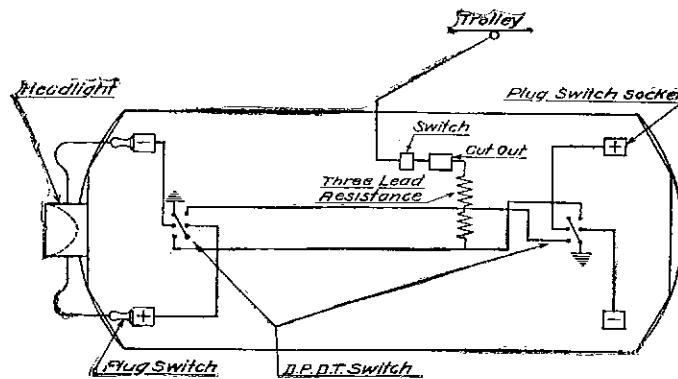 Trolley
Headlight
Plug Switch Socket
Switch
Cut Out
Three Lead
Resistance
-
+
+
-
Plug Switch
D.P.D.T. Switch